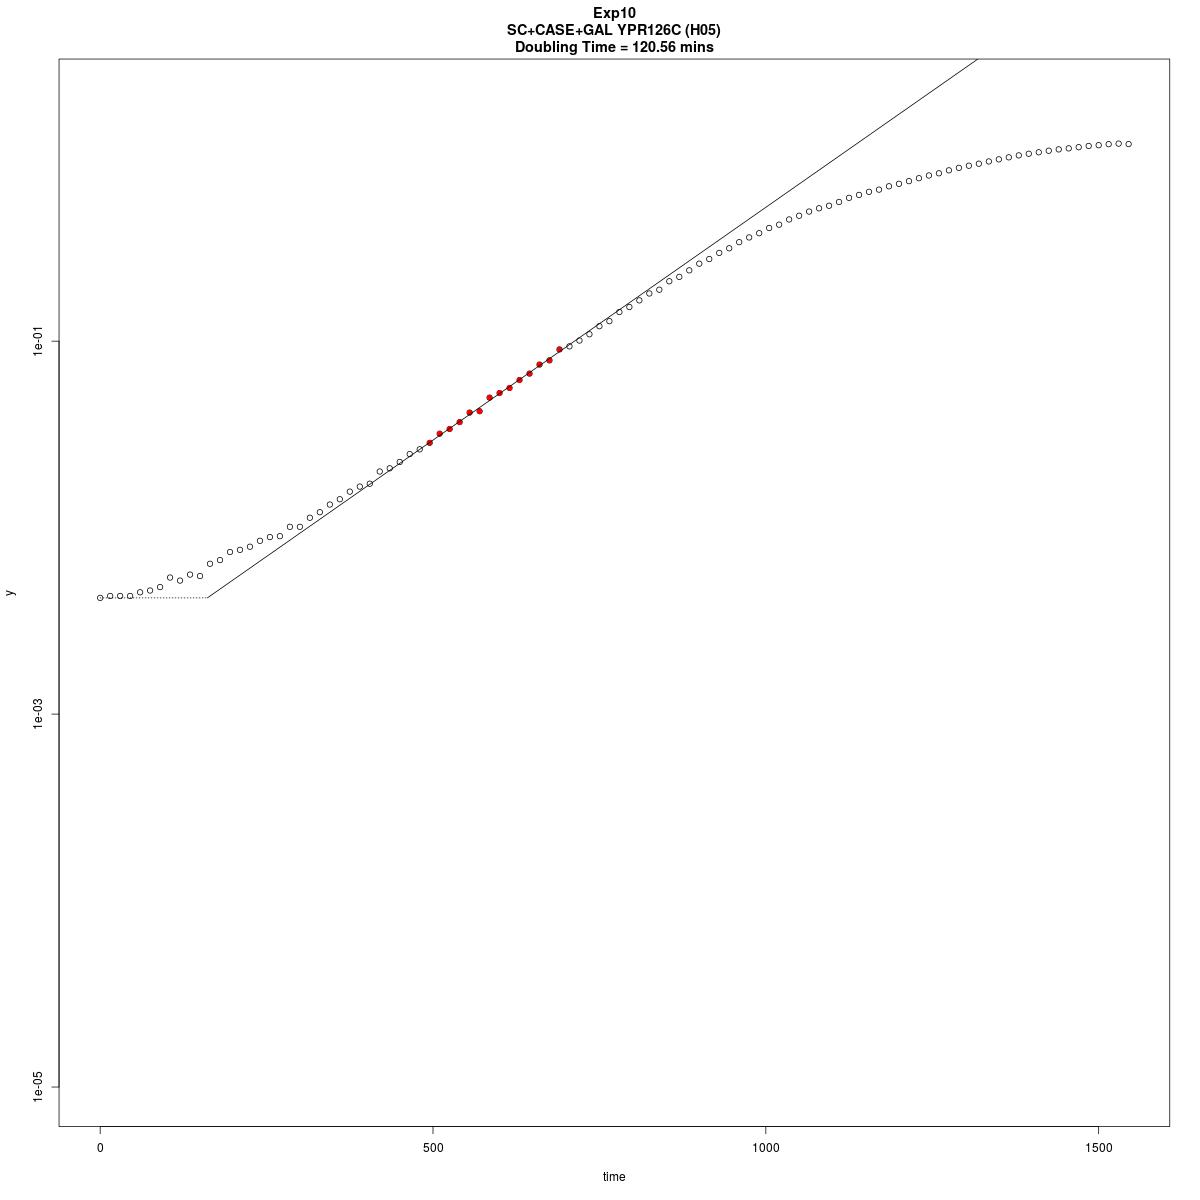 Exp10
SC+CASE+GAL YPR126C (H05)
Doubling Time = 120.56 mins
1e-01
1e-03
1e-05
y
0 500 1000 1500
time